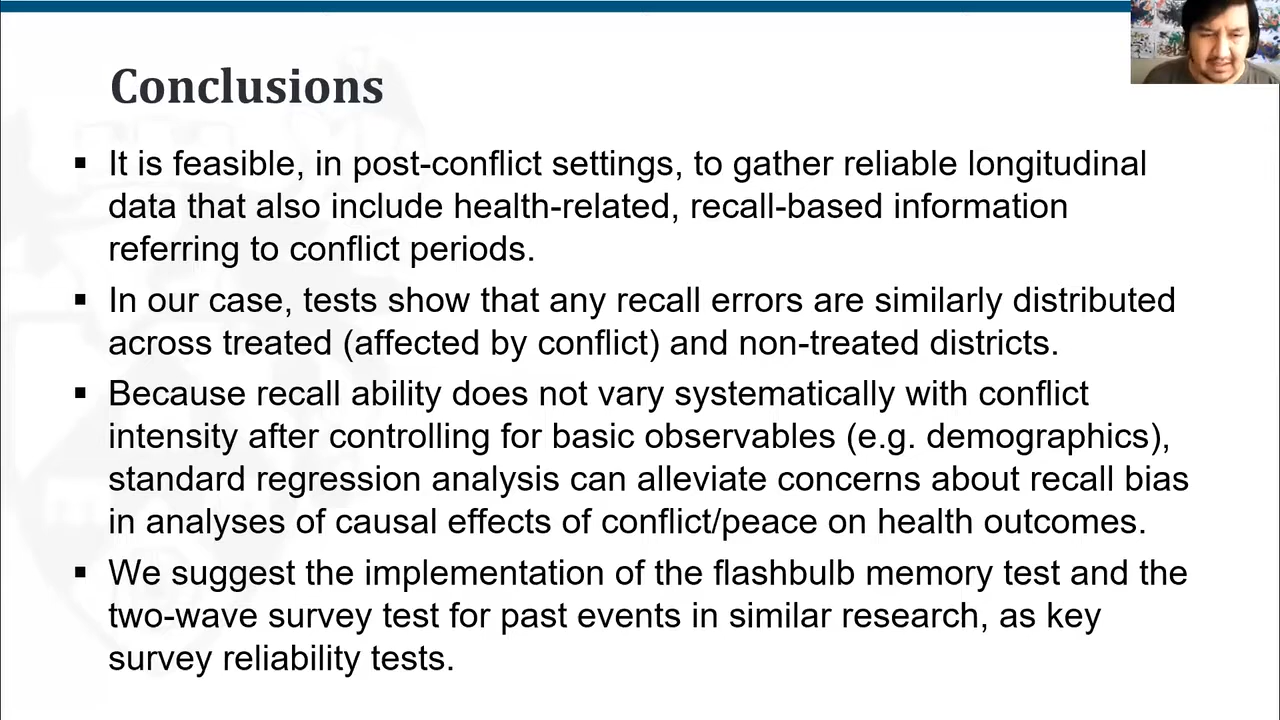 Conclusions
▪ It is feasible, in post-conflict settings, to gather reliable longitudinal
data that also include health-related, recall-based information
referring to conflict periods.
▪ In our case, tests show that any recall errors are similarly distributed
across treated (affected by conflict) and non-treated districts.
▪ Because recall ability does not vary systematically with conflict
intensity after controlling for basic observables (e.g. demographics),
standard regression analysis can alleviate concerns about recall bias
in analyses of causal effects of conflict/peace on health outcomes.
▪ We suggest the implementation of the flashbulb memory test and the
two-wave survey test for past events in similar research, as key
survey reliability tests.